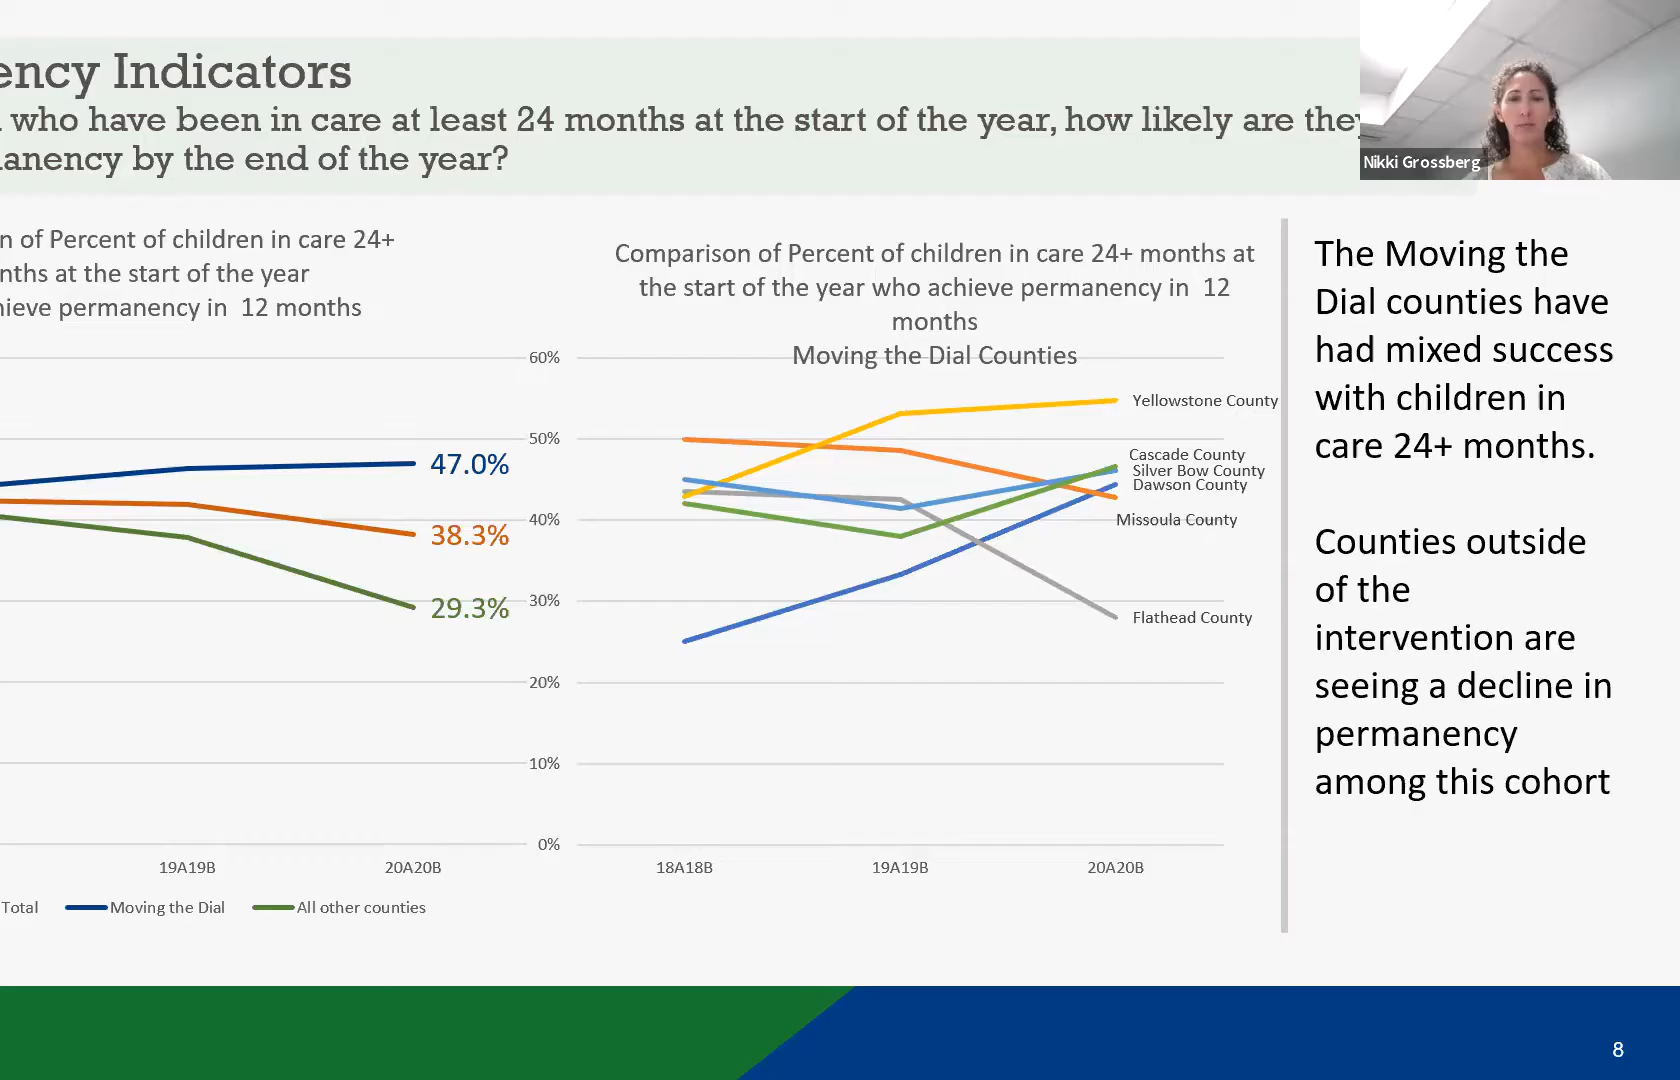 ency Indicators
who have been in care at least 24 months at the start of the year, how likely are they
anency by the end of the year?
Nikki Grossberg
n of Percent of children in care 24+
nths at the start of the year
hieve permanency in 12 months
47.0%
38.3%
29.3%
19A19B
20A20B
Total
Moving the Dial
All other counties
Comparison of Percent of children in care 24+ months at
the start of the year who achieve permanency in 12
months
Moving the Dial Counties
60%
50%
40%
30%
20%
10%
0%
Yellowstone County
Cascade County
Silver Bow County
Dawson County
Missoula County
Flathead County
18A18B
19A19B
20A20B
The Moving the
Dial counties have
had mixed success
with children in
care 24+ months.
Counties outside
of the
intervention are
seeing a decline in
permanency
among this cohort
8